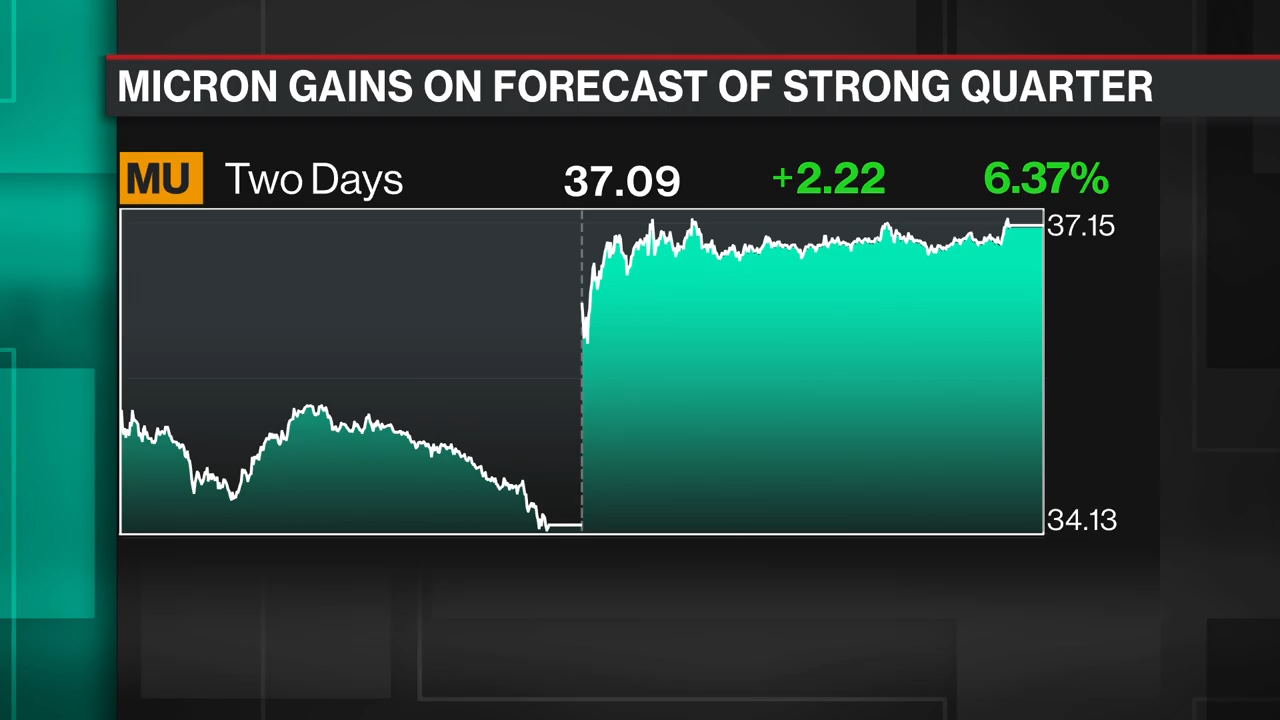 MICRON GAINS ON FORECAST OF STRONG QUARTER
MU Two Days 37.09 +2.22 6.37%
37.15
34.13